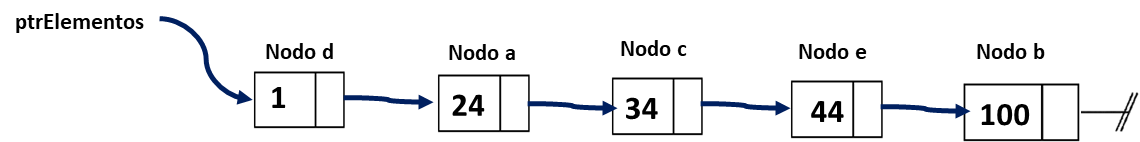 ptrElementos
Nodo d
Nodo a
Nodo c
Nodo e
Nodo b
1
24
34
44
100